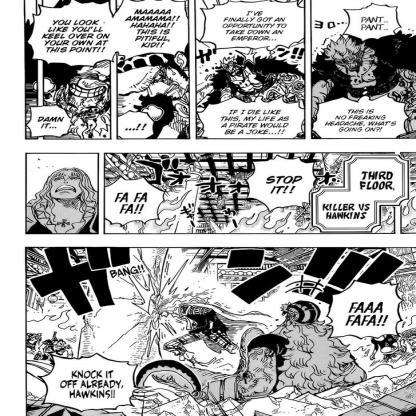 PANT...
PANT...
THIS IS
NO FREAKING
HEADACHE, WHAT'S
GOING ON?!
I'VE
FINALLY GOT
AN OPPORTUNITY
TO TAKE DOWN
AN
EMPEROR...
IF I DIE LIKE
THIS, MY LIFE AS
A PIRATE WOULD
BE A JOKE...!!
MAAAAA
AMAMAMA!!
HAHAHA!!
THIS IS
PITIFUL,
KID!!
...!!
YOU LOOK
LIKE YOU'LL
KEEL OVER ON
YOUR OWN AT
THIS POINT!!
DAMN
IT...
THIRD
FLOOR,
KILLER VS
HAWKINS
STOP
IT!!
FA FA
FA!!
FAAA
FAFA!!
BANG!!
KNOCK IT
OFF ALREADY,
HAWKINS!!